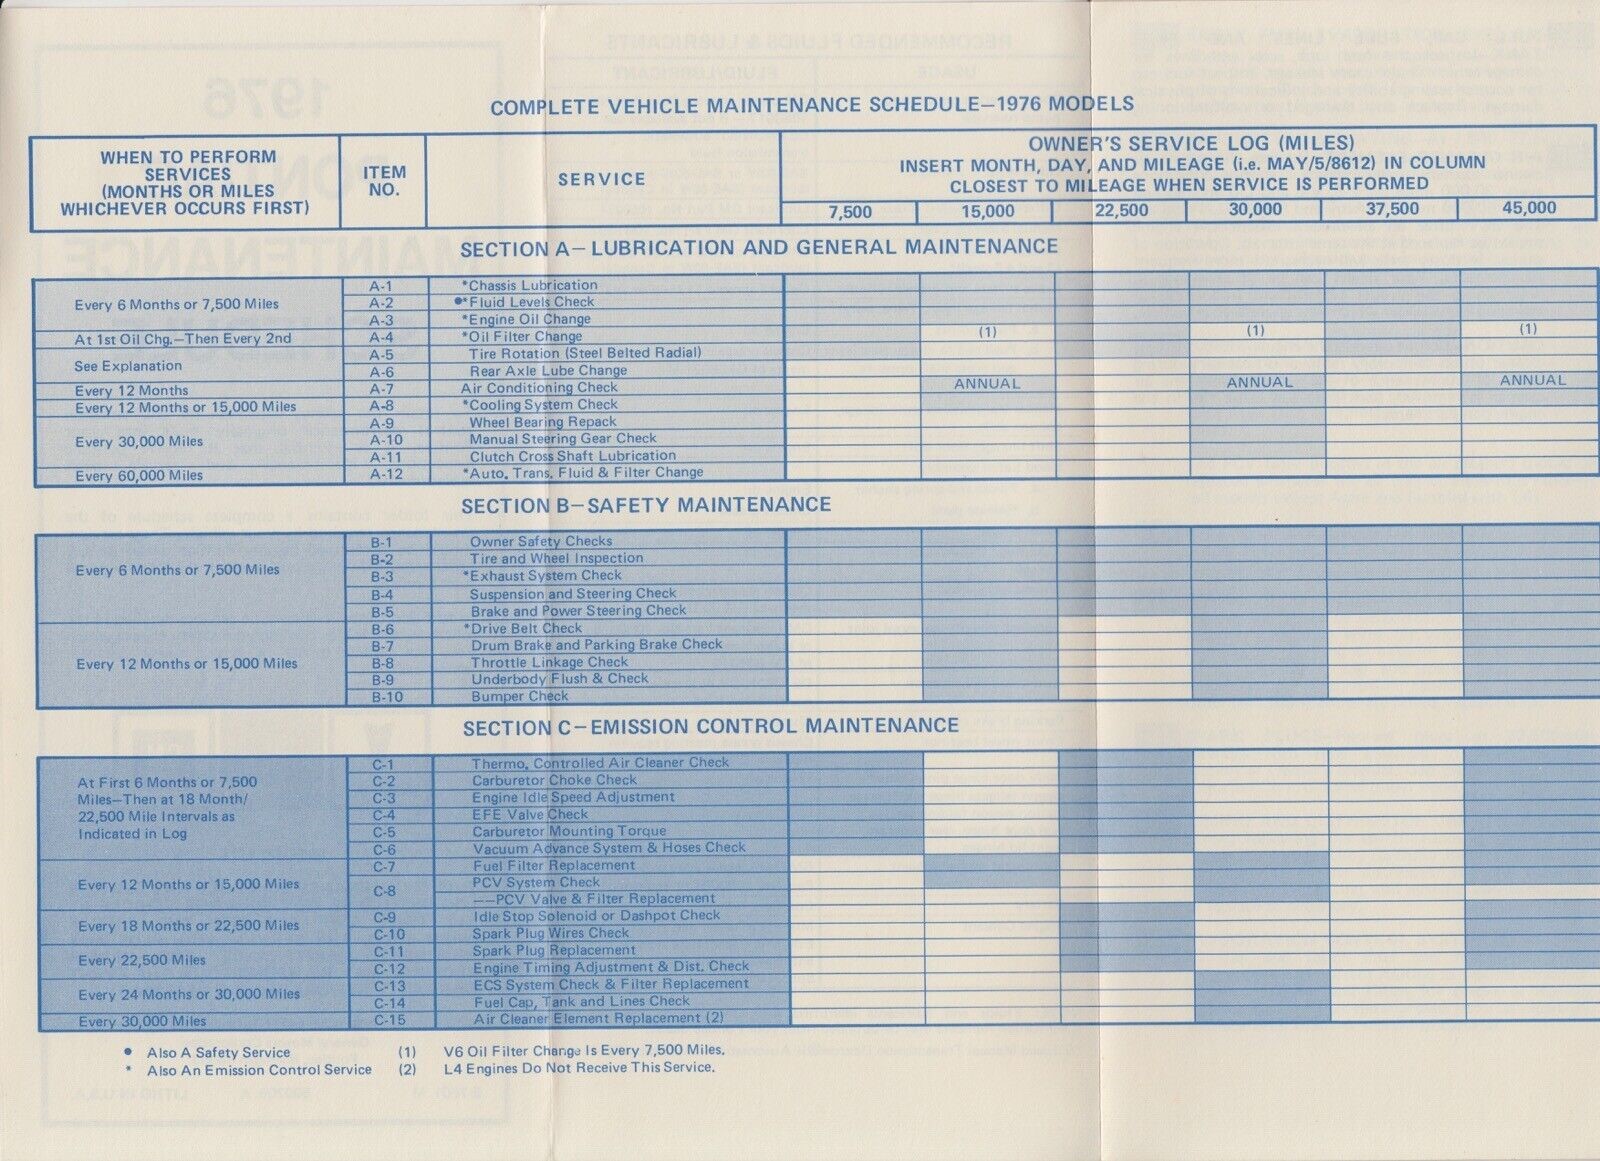 COMPLETE VEHICLE MAINTENANCE SCHEDULE—1976 MODELS
WHEN TO PERFORM
SERVICES
(MONTHS OR MILES
WHICHEVER OCCURS FIRST)
ITEM
NO.
SERVICE
OWNER'S SERVICE LOG (MILES)
INSERT MONTH, DAY, AND MILEAGE (i.e. MAY/5/8612) IN COLUMN
CLOSEST TO MILEAGE WHEN SERVICE IS PERFORMED
7,500 15,000 22,500 30,000 37,500 45,000
SECTION A—LUBRICATION AND GENERAL MAINTENANCE
Every 6 Months or 7,500 Miles
A-1 *Chassis Lubrication
A-2 ●*Fluid Levels Check
A-3 *Engine Oil Change
At 1st Oil Chg.—Then Every 2nd A-4 *Oil Filter Change (1) (1) (1)
See Explanation
A-5 Tire Rotation (Steel Belted Radial)
A-6 Rear Axle Lube Change
Every 12 Months A-7 Air Conditioning Check ANNUAL ANNUAL ANNUAL
Every 12 Months or 15,000 Miles A-8 *Cooling System Check
Every 30,000 Miles
A-9 Wheel Bearing Repack
A-10 Manual Steering Gear Check
A-11 Clutch Cross Shaft Lubrication
Every 60,000 Miles A-12 *Auto. Trans. Fluid & Filter Change
SECTION B—SAFETY MAINTENANCE
Every 6 Months or 7,500 Miles
B-1 Owner Safety Checks
B-2 Tire and Wheel Inspection
B-3 *Exhaust System Check
B-4 Suspension and Steering Check
B-5 Brake and Power Steering Check
Every 12 Months or 15,000 Miles
B-6 *Drive Belt Check
B-7 Drum Brake and Parking Brake Check
B-8 Throttle Linkage Check
B-9 Underbody Flush & Check
B-10 Bumper Check
SECTION C—EMISSION CONTROL MAINTENANCE
At First 6 Months or 7,500
Miles—Then at 18 Month/
22,500 Mile Intervals as
Indicated in Log
C-1 Thermo. Controlled Air Cleaner Check
C-2 Carburetor Choke Check
C-3 Engine Idle Speed Adjustment
C-4 EFE Valve Check
C-5 Carburetor Mounting Torque
C-6 Vacuum Advance System & Hoses Check
Every 12 Months or 15,000 Miles
C-7 Fuel Filter Replacement
C-8 PCV System Check
——PCV Valve & Filter Replacement
Every 18 Months or 22,500 Miles
C-9 Idle Stop Solenoid or Dashpot Check
C-10 Spark Plug Wires Check
Every 22,500 Miles
C-11 Spark Plug Replacement
C-12 Engine Timing Adjustment & Dist. Check
Every 24 Months or 30,000 Miles
C-13 ECS System Check & Filter Replacement
C-14 Fuel Cap, Tank and Lines Check
Every 30,000 Miles C-15 Air Cleaner Element Replacement (2)
● Also A Safety Service (1) V6 Oil Filter Change Is Every 7,500 Miles.
* Also An Emission Control Service (2) L4 Engines Do Not Receive This Service.